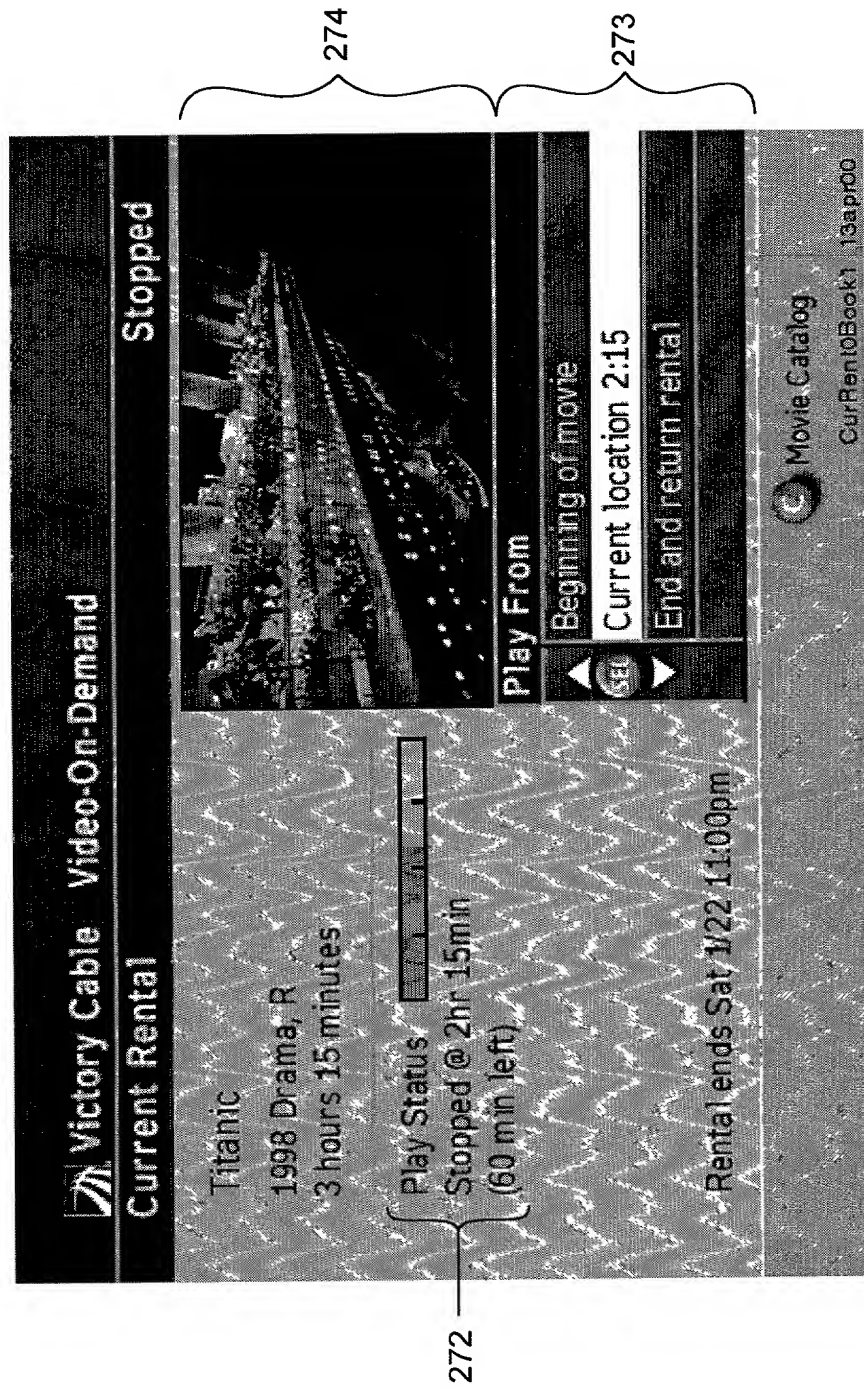 Victory Cable Video-On-Demand
Current Rental
Stopped
Titanic
1998 Drama, R
3 hours 15 minutes
Play Status
Stopped @ 2hr 15min
(60 min left)
Rental ends Sat 1/22 11:00pm
Play From
Beginning of movie
SEL
Current location 2:15
End and return rental
C Movie Catalog
CurRent0Book1 13apr00
272
274
273